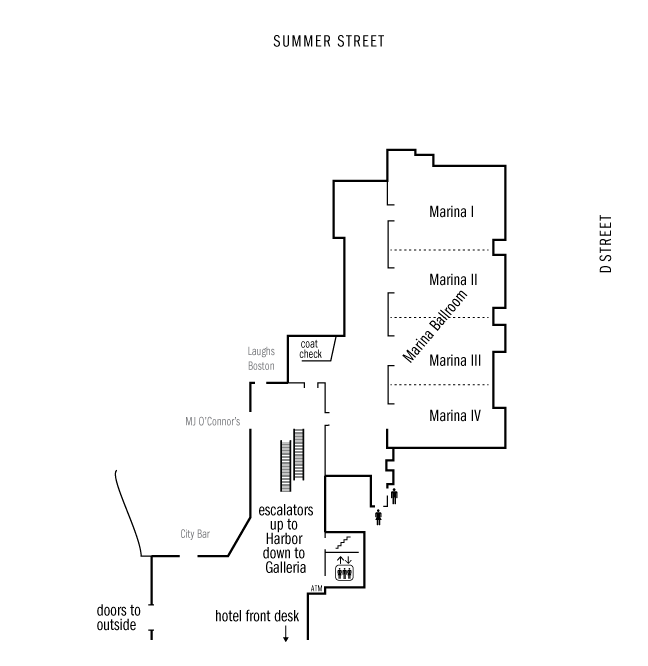 SUMMER STREET
D STREET
Marina I
Marina II
Marina Ballroom
Marina III
Marina IV
coat
check
Laughs
Boston
MJ O'Connor's
City Bar
escalators
up to
Harbor
down to
Galleria
ATM
doors to
outside
hotel front desk